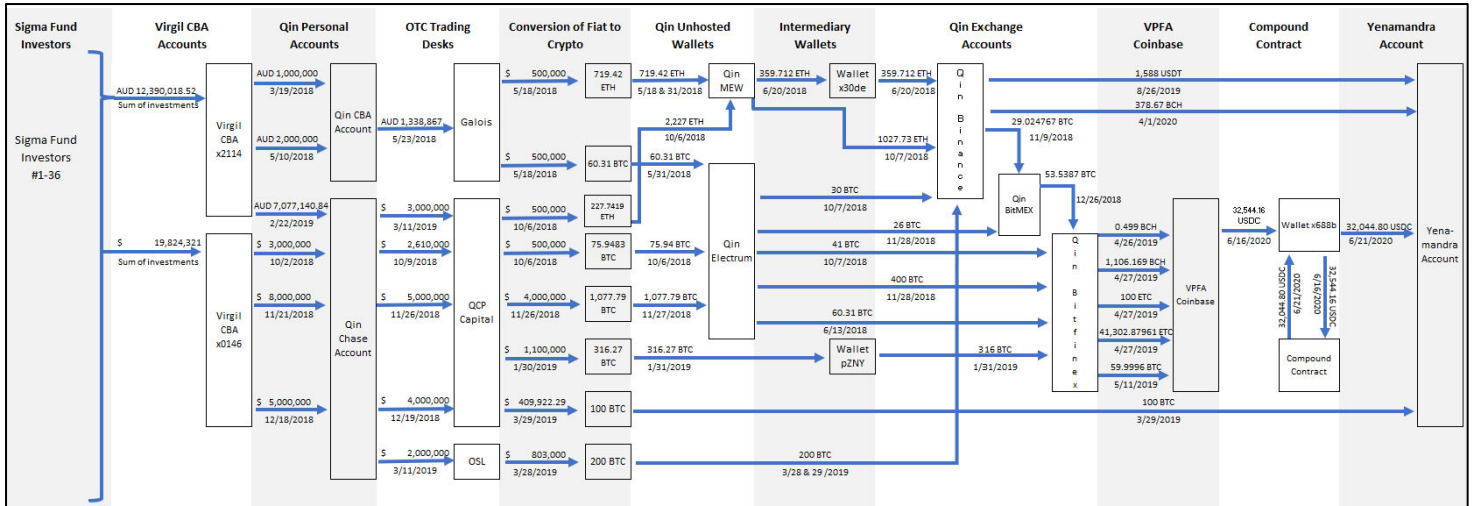 Sigma Fund
Investors
Virgil CBA
Accounts
Qin Personal
Accounts
OTC Trading
Desks
Conversion of Fiat to
Crypto
Qin Unhosted
Wallets
Intermediary
Wallets
Qin Exchange
Accounts
VPFA
Coinbase
Compound
Contract
Yenamandra
Account
Sigma Fund
Investors
#1-36
AUD 12,390,018.52
Sum of investments
$ 19,824,321
Sum of investments
Virgil
CBA
x2114
Virgil
CBA
x0146
AUD 1,000,000
3/19/2018
AUD 2,000,000
5/10/2018
AUD 7,077,140.84
2/22/2019
$ 3,000,000
10/2/2018
$ 8,000,000
11/21/2018
$ 5,000,000
12/18/2018
Qin CBA
Account
Qin
Chase
Account
AUD 1,338,867
5/23/2018
$ 3,000,000
3/11/2019
$ 2,610,000
10/9/2018
$ 5,000,000
11/26/2018
$ 4,000,000
12/19/2018
$ 2,000,000
3/11/2019
Galois
QCP
Capital
OSL
$ 500,000
5/18/2018
$ 500,000
5/18/2018
$ 500,000
10/6/2018
$ 500,000
10/6/2018
$ 4,000,000
11/26/2018
$ 1,100,000
1/30/2019
$ 409,922.29
3/29/2019
$ 803,000
3/28/2019
719.42
ETH
60.31 BTC
227.7419
ETH
75.9483
BTC
1,077.79
BTC
316.27
BTC
100 BTC
200 BTC
719.42 ETH
5/18 & 31/2018
2,227 ETH
10/6/2018
60.31 BTC
5/31/2018
75.94 BTC
10/6/2018
1,077.79 BTC
11/27/2018
316.27 BTC
1/31/2019
Qin
MEW
Qin
Electrum
359.712 ETH
6/20/2018
Wallet
x30de
359.712 ETH
6/20/2018
1027.73 ETH
10/7/2018
30 BTC
10/7/2018
26 BTC
11/28/2018
41 BTC
10/7/2018
400 BTC
11/28/2018
60.31 BTC
6/13/2018
Wallet
pZNY
316 BTC
1/31/2019
200 BTC
3/28 & 29 /2019
Qin Binance
29.024767 BTC
11/9/2018
Qin
BitMEX
53.5387 BTC
12/26/2018
Qin Bitfinex
1,588 USDT
8/26/2019
378.67 BCH
4/1/2020
0.499 BCH
4/26/2019
1,106.169 BCH
4/27/2019
100 ETC
4/27/2019
41,302.87961 ETC
4/27/2019
59.9996 BTC
5/11/2019
100 BTC
3/29/2019
VPFA
Coinbase
32,544.16
USDC
6/16/2020
Wallet x688b
32,044.80 USDC
6/21/2020
32,544.16 USDC
6/16/2020
Compound
Contract
32,044.80 USDC
6/21/2020
Yena-
mandra
Account